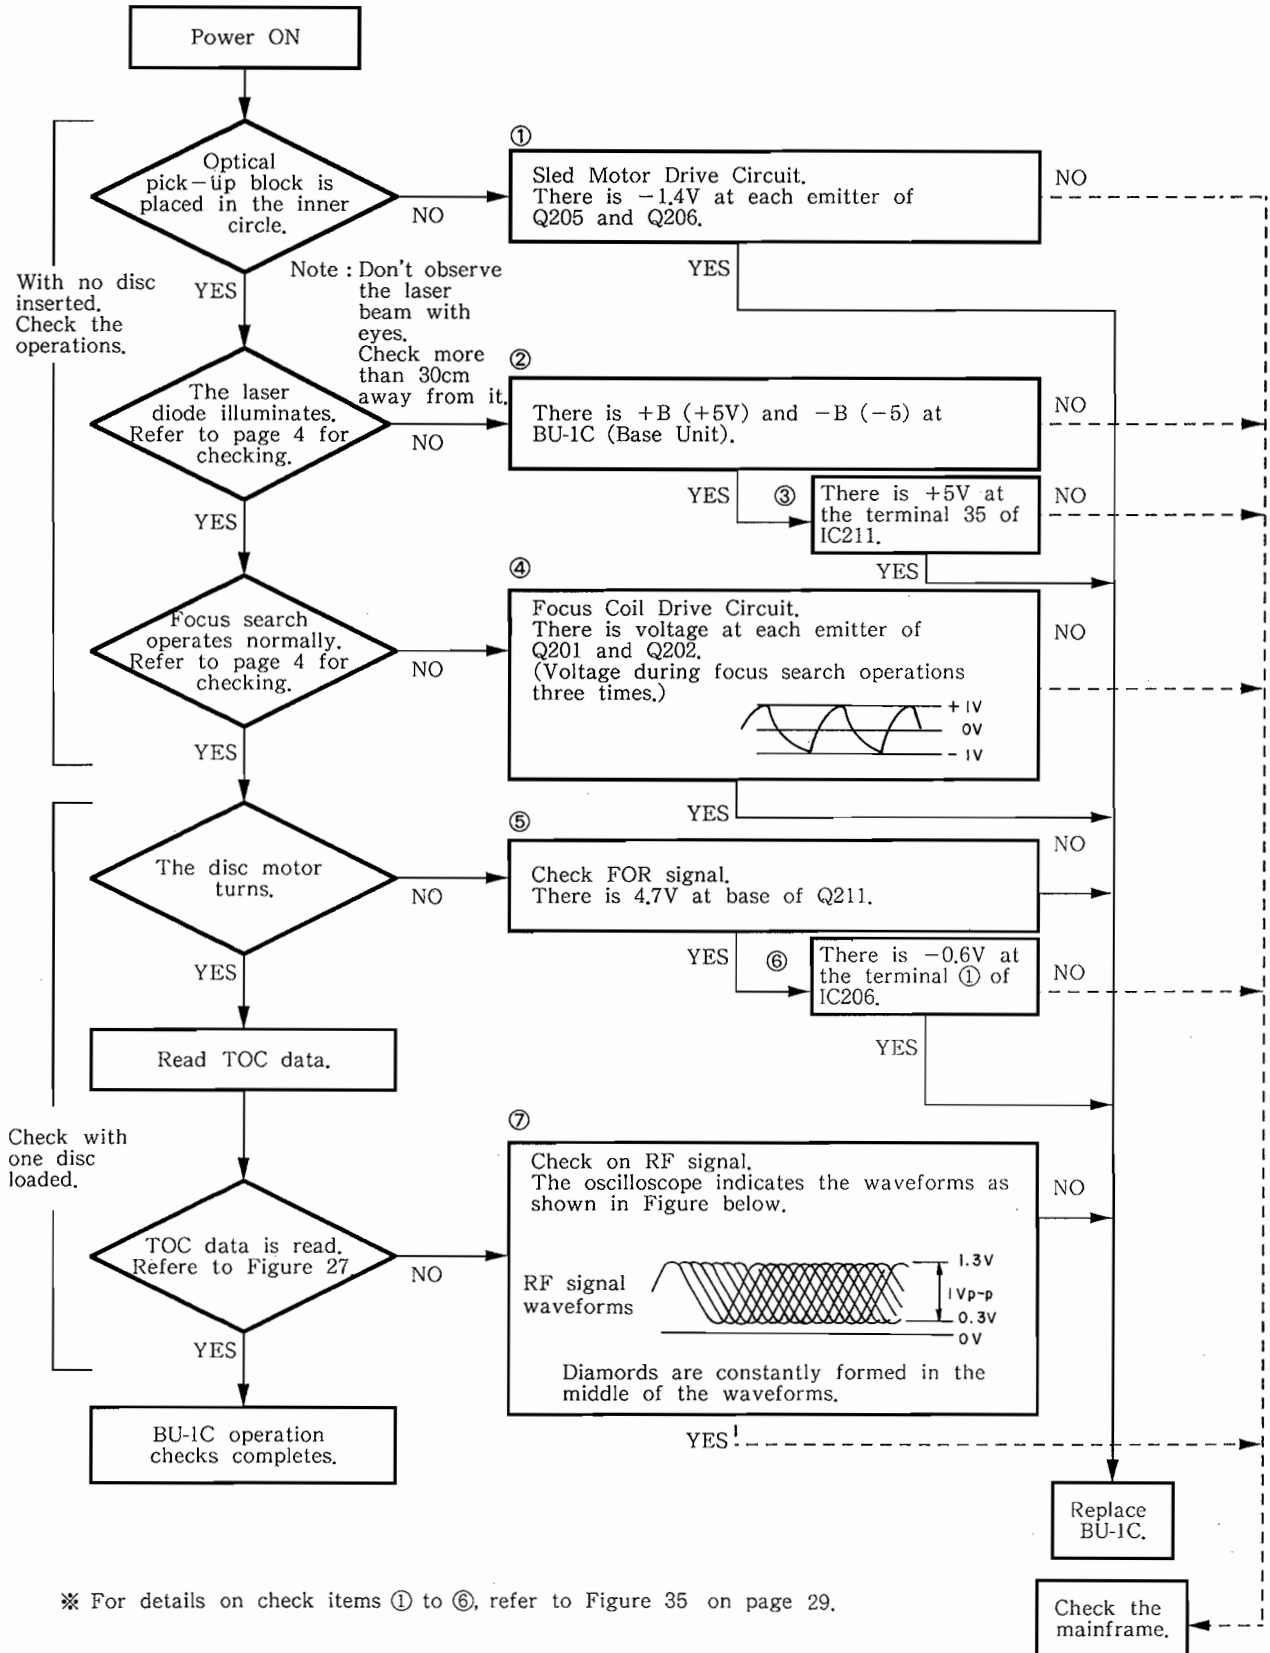 Power ON
Optical
pick-up block is
placed in the inner
circle.
NO
①
Sled Motor Drive Circuit.
There is -1.4V at each emitter of
Q205 and Q206.
NO
YES
With no disc
inserted.
Check the
operations.
YES
Note : Don't observe
the laser
beam with
eyes.
Check more
than 30cm
away from it.
The laser
diode illuminates.
Refer to page 4 for
checking.
NO
②
There is +B (+5V) and -B (-5) at
BU-1C (Base Unit).
NO
YES
③
There is +5V at
the terminal 35 of
IC211.
NO
YES
YES
Focus search
operates normally.
Refer to page 4 for
checking.
NO
④
Focus Coil Drive Circuit.
There is voltage at each emitter of
Q201 and Q202.
(Voltage during focus search operations
three times.)
+1V
0V
-1V
NO
YES
YES
The disc motor
turns.
NO
⑤
Check FOR signal.
There is 4.7V at base of Q211.
NO
YES
⑥
There is -0.6V at
the terminal ① of
IC206.
NO
YES
YES
Read TOC data.
Check with
one disc
loaded.
TOC data is read.
Refere to Figure 27.
NO
⑦
Check on RF signal.
The oscilloscope indicates the waveforms as
shown in Figure below.
RF signal
waveforms
1.3V
1Vp-p
0.3V
0V
Diamords are constantly formed in the
middle of the waveforms.
NO
YES
YES
BU-1C operation
checks completes.
Replace
BU-1C.
Check the
mainframe.
※ For details on check items ① to ⑥, refer to Figure 35 on page 29.